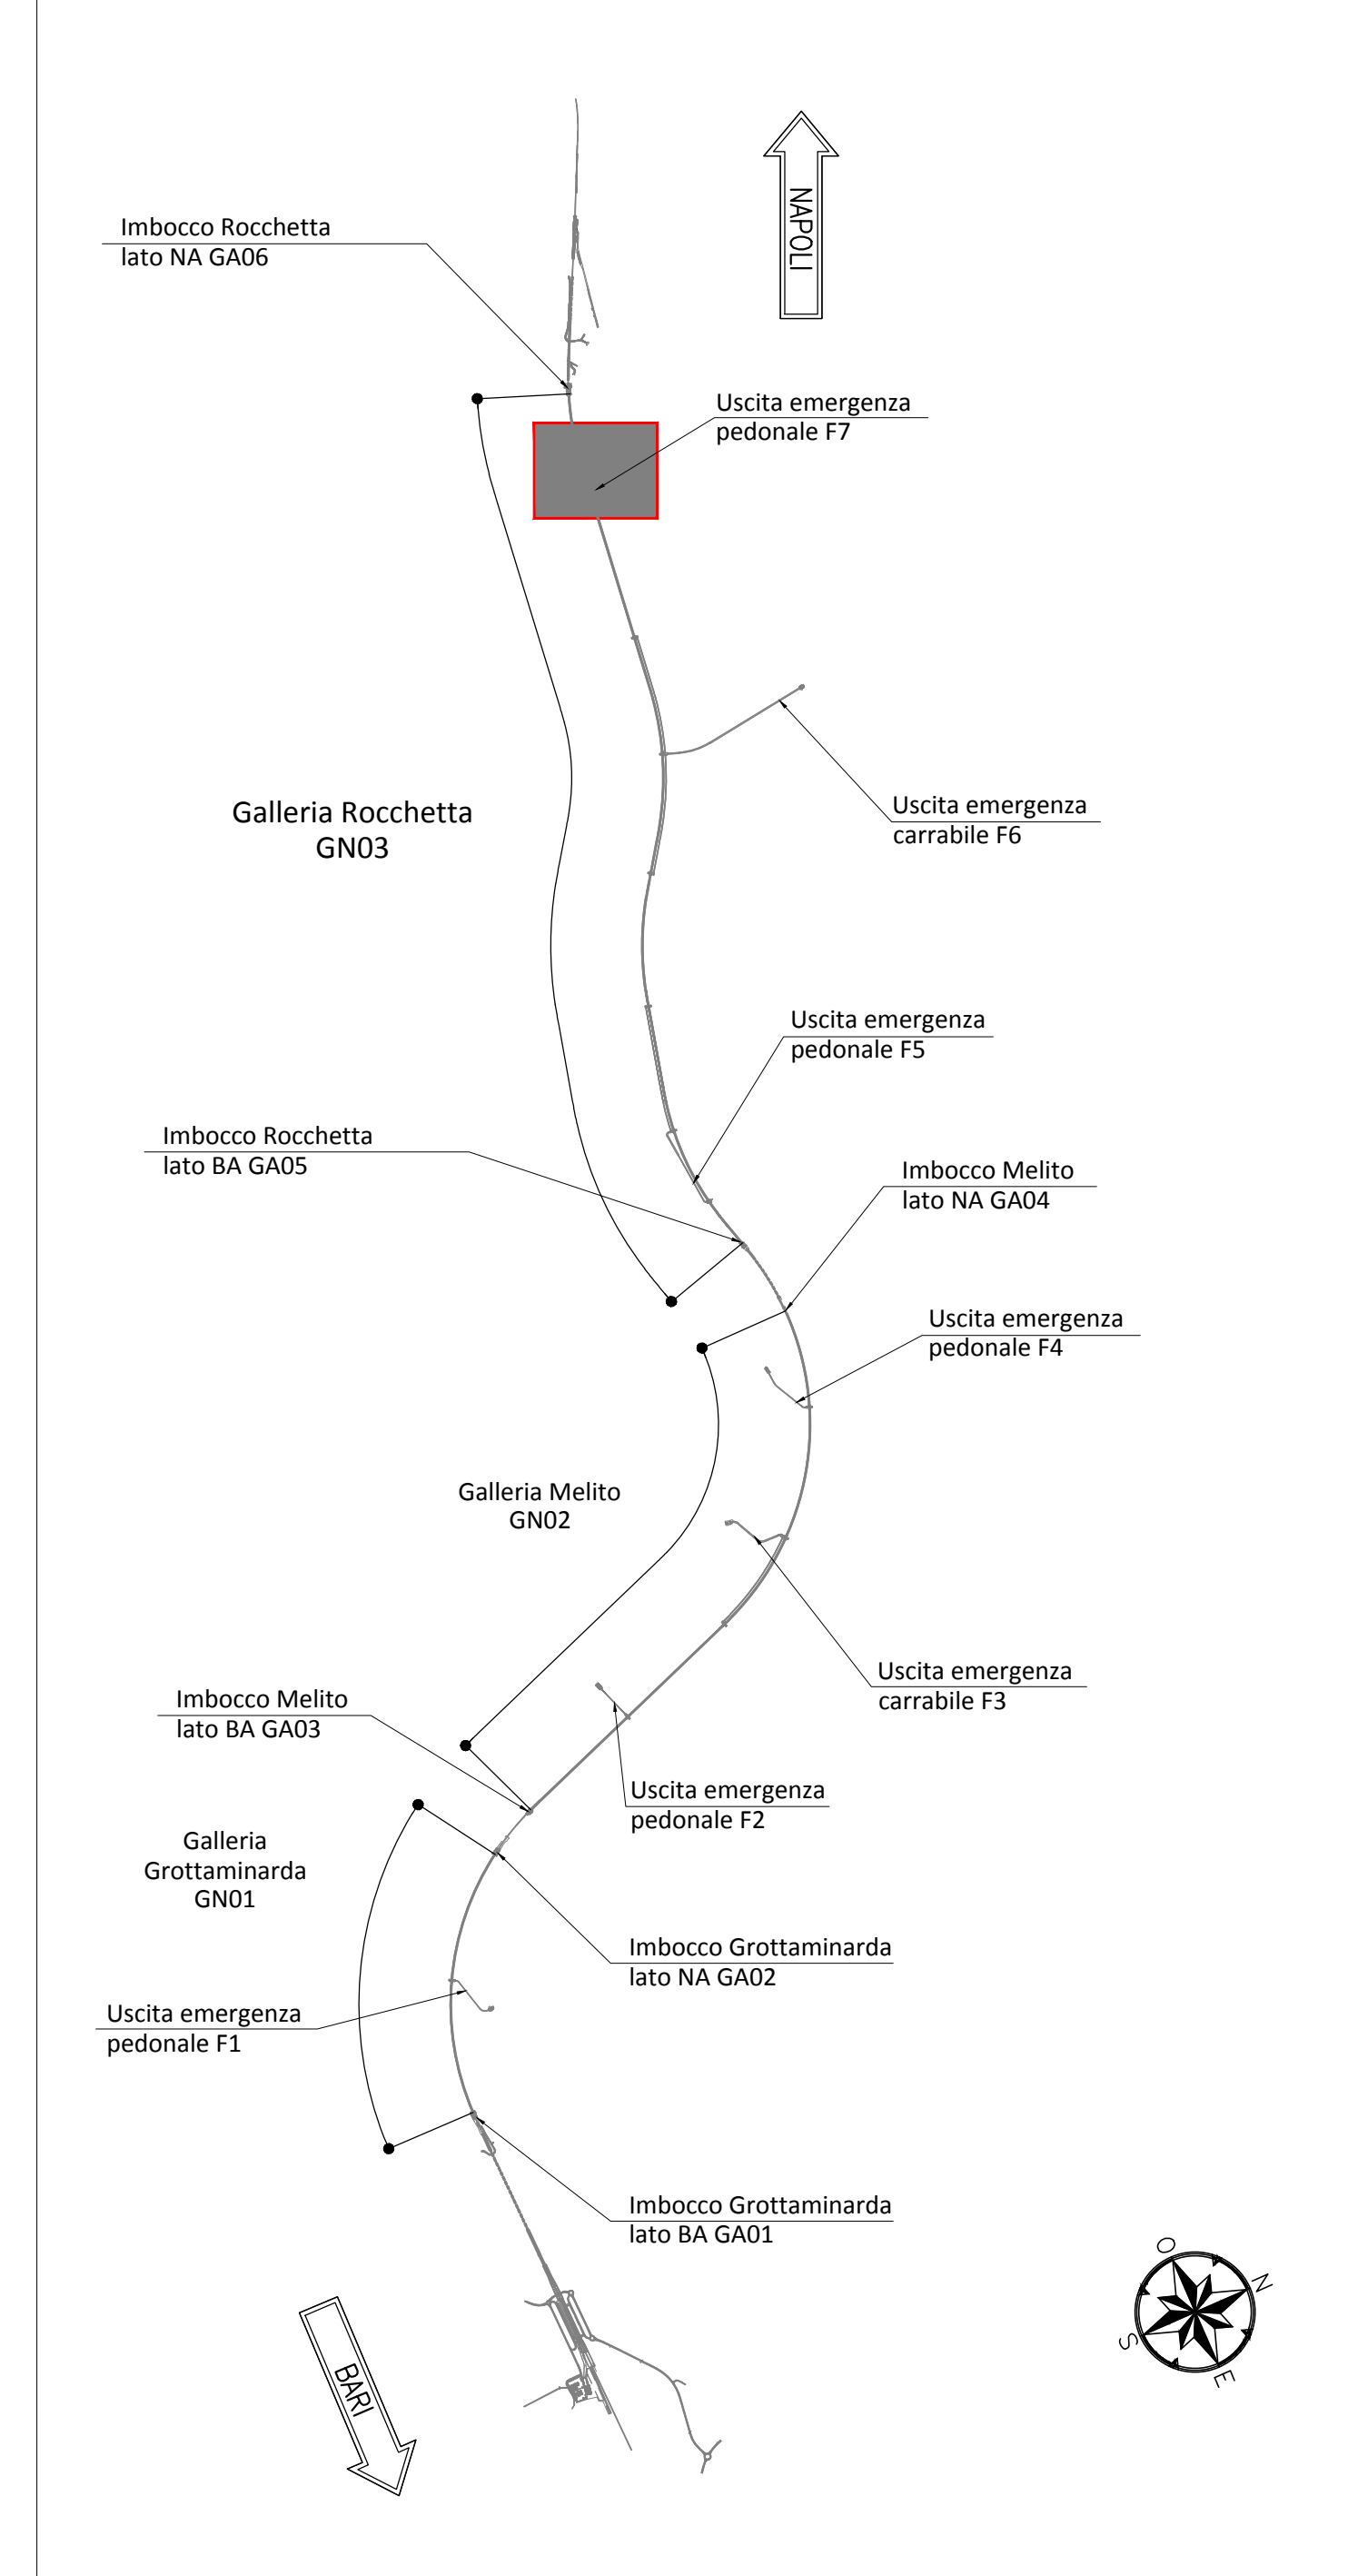 NAPOLI
Imbocco Rocchetta
lato NA GA06
Uscita emergenza
pedonale F7
Uscita emergenza
carrabile F6
Galleria Rocchetta
GN03
Uscita emergenza
pedonale F5
Imbocco Rocchetta
lato BA GA05
Imbocco Melito
lato NA GA04
Uscita emergenza
pedonale F4
Galleria Melito
GN02
Uscita emergenza
carrabile F3
Imbocco Melito
lato BA GA03
Uscita emergenza
pedonale F2
Galleria
Grottaminarda
GN01
Imbocco Grottaminarda
lato NA GA02
Uscita emergenza
pedonale F1
Imbocco Grottaminarda
lato BA GA01
BARI
O
N
S
E